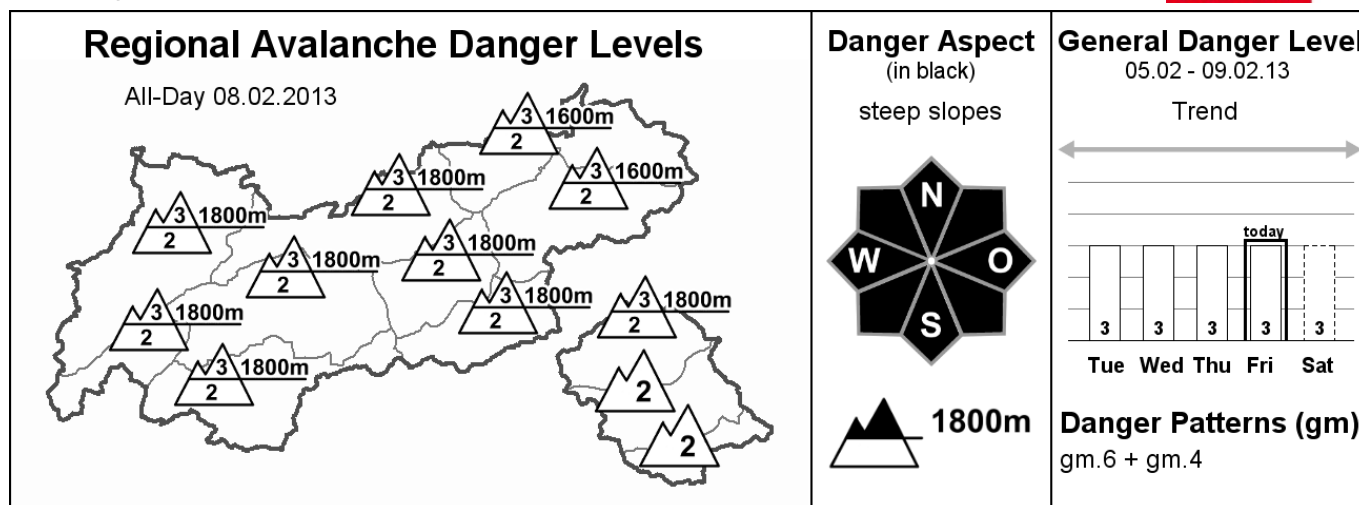 Regional Avalanche Danger Levels
All-Day 08.02.2013
3 1600m
2
3 1800m
2
3 1600m
2
3 1800m
2
3 1800m
2
3 1800m
2
3 1800m
2
3 1800m
2
3 1800m
2
3 1800m
2
2
2
Danger Aspect
(in black)
steep slopes
N
W O
S
1800m
General Danger Level
05.02 - 09.02.13
Trend
today
3 3 3 3 3
Tue Wed Thu Fri Sat
Danger Patterns (gm)
gm.6 + gm.4